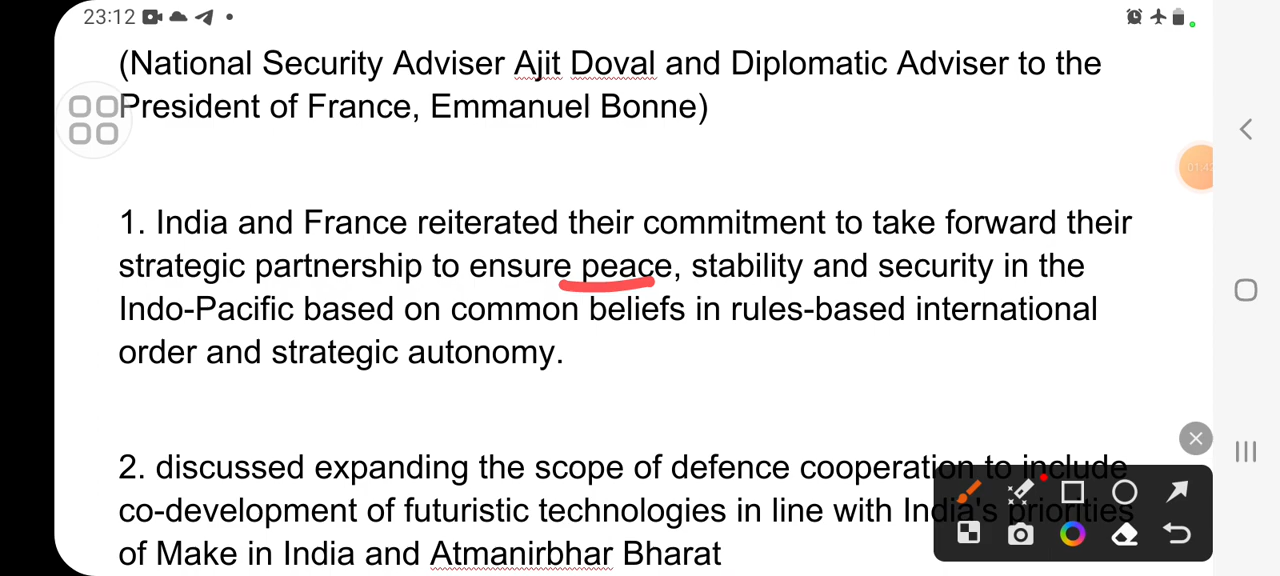 23:12
(National Security Adviser Ajit Doval and Diplomatic Adviser to the
President of France, Emmanuel Bonne)
1. India and France reiterated their commitment to take forward their
strategic partnership to ensure peace, stability and security in the
Indo-Pacific based on common beliefs in rules-based international
order and strategic autonomy.
2. discussed expanding the scope of defence cooperation to include
co-development of futuristic technologies in line with India's priorities
of Make in India and Atmanirbhar Bharat